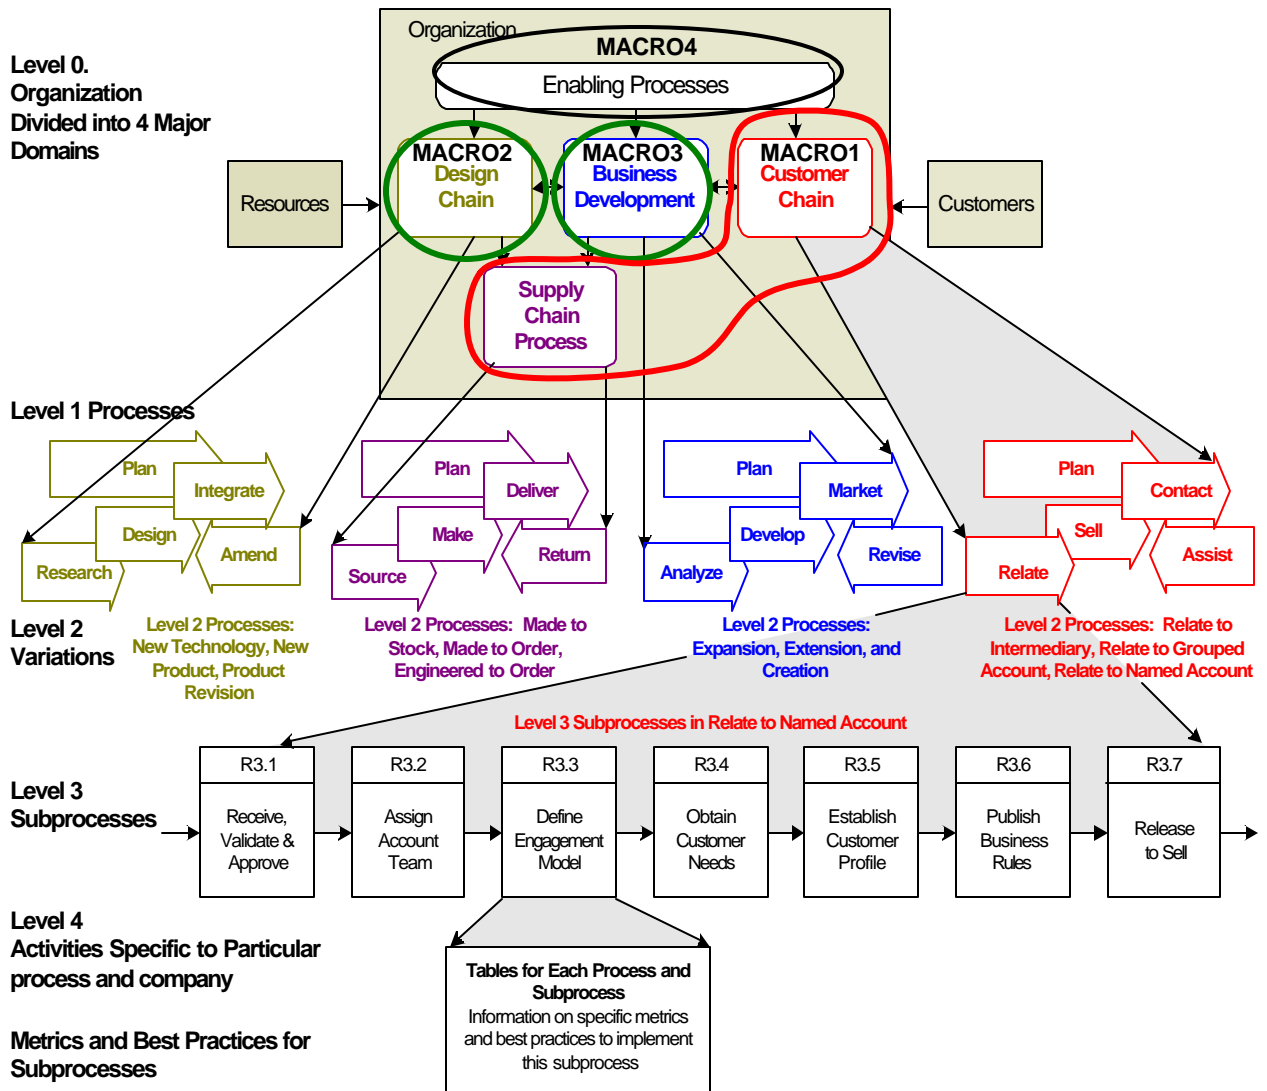 Organization
MACRO4
Enabling Processes
Level 0.
Organization
Divided into 4 Major
Domains
MACRO2
Design
Chain
MACRO3
Business
Development
MACRO1
Customer
Chain
Resources
Customers
Supply
Chain
Process
Level 1 Processes
Plan
Integrate
Design
Amend
Research
Plan
Deliver
Make
Return
Source
Plan
Market
Develop
Revise
Analyze
Plan
Contact
Sell
Assist
Relate
Level 2
Variations
Level 2 Processes:
New Technology, New
Product, Product
Revision
Level 2 Processes:  Made to
Stock, Made to Order,
Engineered to Order
Level 2 Processes:
Expansion, Extension, and
Creation
Level 2 Processes:  Relate to
Intermediary, Relate to Grouped
Account, Relate to Named Account
Level 3 Subprocesses in Relate to Named Account
Level 3
Subprocesses
R3.1
Receive,
Validate &
Approve
R3.2
Assign
Account
Team
R3.3
Define
Engagement
Model
R3.4
Obtain
Customer
Needs
R3.5
Establish
Customer
Profile
R3.6
Publish
Business
Rules
R3.7
Release
to Sell
Level 4
Activities Specific to Particular
process and company
Tables for Each Process and
Subprocess
Information on specific metrics
and best practices to implement
this subprocess
Metrics and Best Practices for
Subprocesses